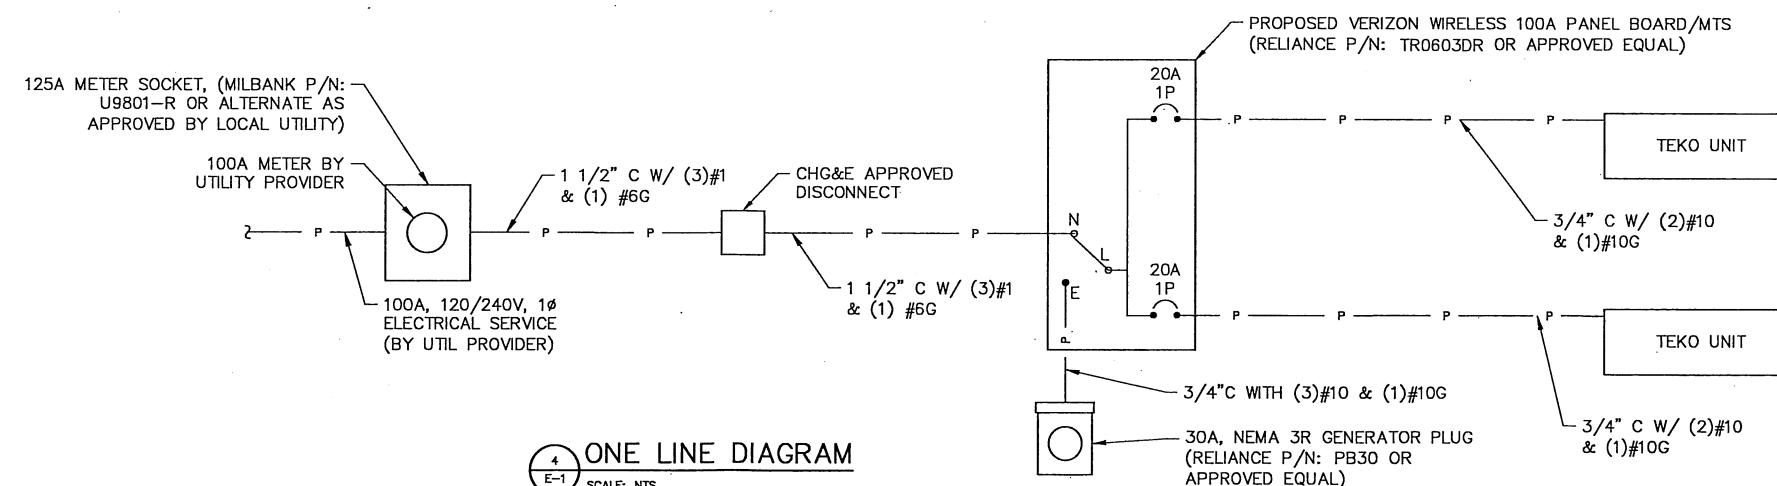 PROPOSED VERIZON WIRELESS 100A PANEL BOARD/MTS
(RELIANCE P/N: TR0603DR OR APPROVED EQUAL)
125A METER SOCKET, (MILBANK P/N:
U9801-R OR ALTERNATE AS
APPROVED BY LOCAL UTILITY)
100A METER BY
UTILITY PROVIDER
1 1/2" C W/ (3)#1
& (1) #6G
CHG&E APPROVED
DISCONNECT
20A
1P
P P P P
TEKO UNIT
3/4" C W/ (2)#10
& (1)#10G
P P P P P
N
L
E
P
1 1/2" C W/ (3)#1
& (1) #6G
100A, 120/240V, 1ø
ELECTRICAL SERVICE
(BY UTIL PROVIDER)
20A
1P
P P P P
TEKO UNIT
3/4"C WITH (3)#10 & (1)#10G
3/4" C W/ (2)#10
& (1)#10G
30A, NEMA 3R GENERATOR PLUG
(RELIANCE P/N: PB30 OR
APPROVED EQUAL)
4
E-1
ONE LINE DIAGRAM
SCALE: NTS